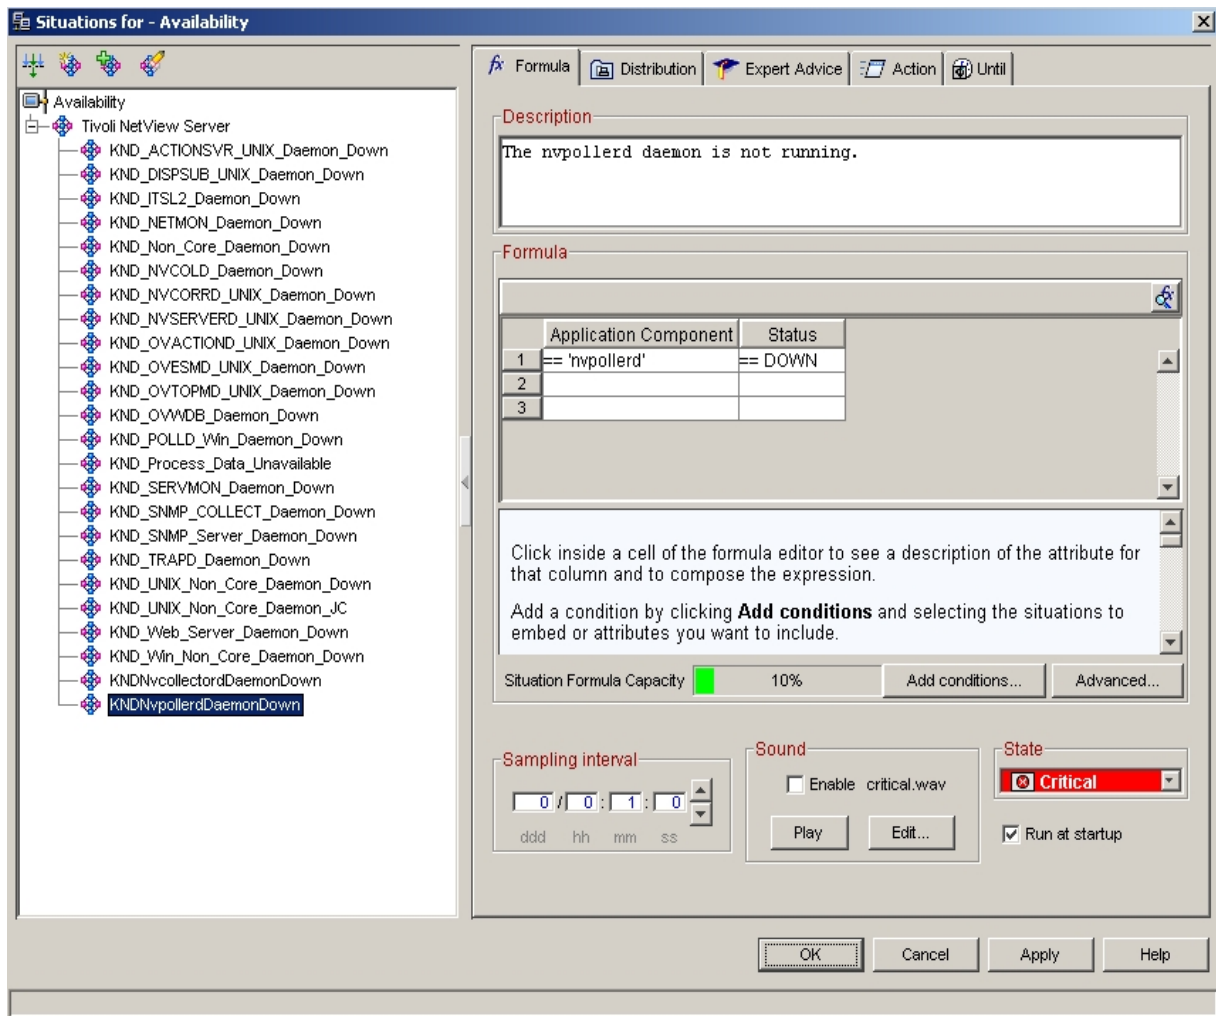 Situations for - Availability
Availability
Tivoli NetView Server
KND_ACTIONSVR_UNIX_Daemon_Down
KND_DISPSUB_UNIX_Daemon_Down
KND_ITSL2_Daemon_Down
KND_NETMON_Daemon_Down
KND_Non_Core_Daemon_Down
KND_NVCOLD_Daemon_Down
KND_NVCORRD_UNIX_Daemon_Down
KND_NVSERVERD_UNIX_Daemon_Down
KND_OVACTIOND_UNIX_Daemon_Down
KND_OVESMD_UNIX_Daemon_Down
KND_OVTOPMD_UNIX_Daemon_Down
KND_OVWDB_Daemon_Down
KND_POLLD_Win_Daemon_Down
KND_Process_Data_Unavailable
KND_SERVMON_Daemon_Down
KND_SNMP_COLLECT_Daemon_Down
KND_SNMP_Server_Daemon_Down
KND_TRAPD_Daemon_Down
KND_UNIX_Non_Core_Daemon_Down
KND_UNIX_Non_Core_Daemon_JC
KND_Web_Server_Daemon_Down
KND_Win_Non_Core_Daemon_Down
KNDNvcollectordDaemonDown
KNDNvpollerdDaemonDown
fx Formula Distribution Expert Advice Action Until
Description
The nvpollerd daemon is not running.
Formula
Application Component Status
1 == 'nvpollerd' == DOWN
2
3
Click inside a cell of the formula editor to see a description of the attribute for
that column and to compose the expression.
Add a condition by clicking Add conditions and selecting the situations to
embed or attributes you want to include.
Situation Formula Capacity 10% Add conditions... Advanced...
Sampling interval
0 / 0 : 1 : 0
ddd hh mm ss
Sound
Enable critical.wav
Play Edit...
State
Critical
Run at startup
OK Cancel Apply Help